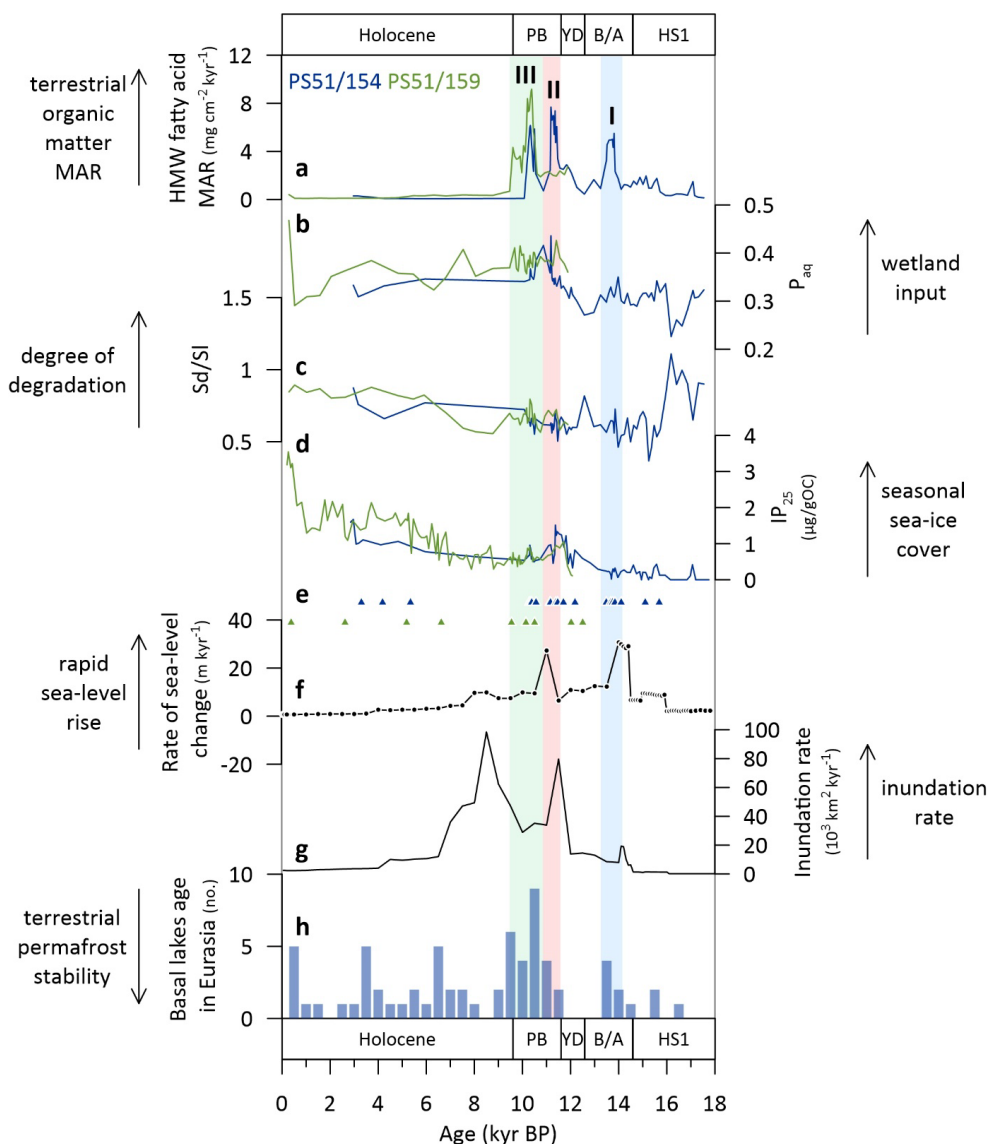 Holocene PB YD B/A HS1
terrestrial
organic
matter
MAR
HMW fatty acid
MAR (mg cm-2 kyr-1)
12
8
4
0
PS51/154 PS51/159
III
II
I
a
b
0.5
0.4
0.3
0.2
Paq
wetland
input
degree of
degradation
Sd/Sl
1.5
1
0.5
c
d
4
3
2
1
0
IP25
(µg/gOC)
seasonal
sea-ice
cover
e
rapid
sea-level
rise
Rate of sea-level
change (m kyr-1)
40
20
0
-20
f
100
80
60
40
20
0
Inundation rate
(10³ km² kyr-1)
inundation
rate
g
terrestrial
permafrost
stability
Basal lakes age
in Eurasia (no.)
10
5
0
h
Holocene PB YD B/A HS1
0 2 4 6 8 10 12 14 16 18
Age (kyr BP)